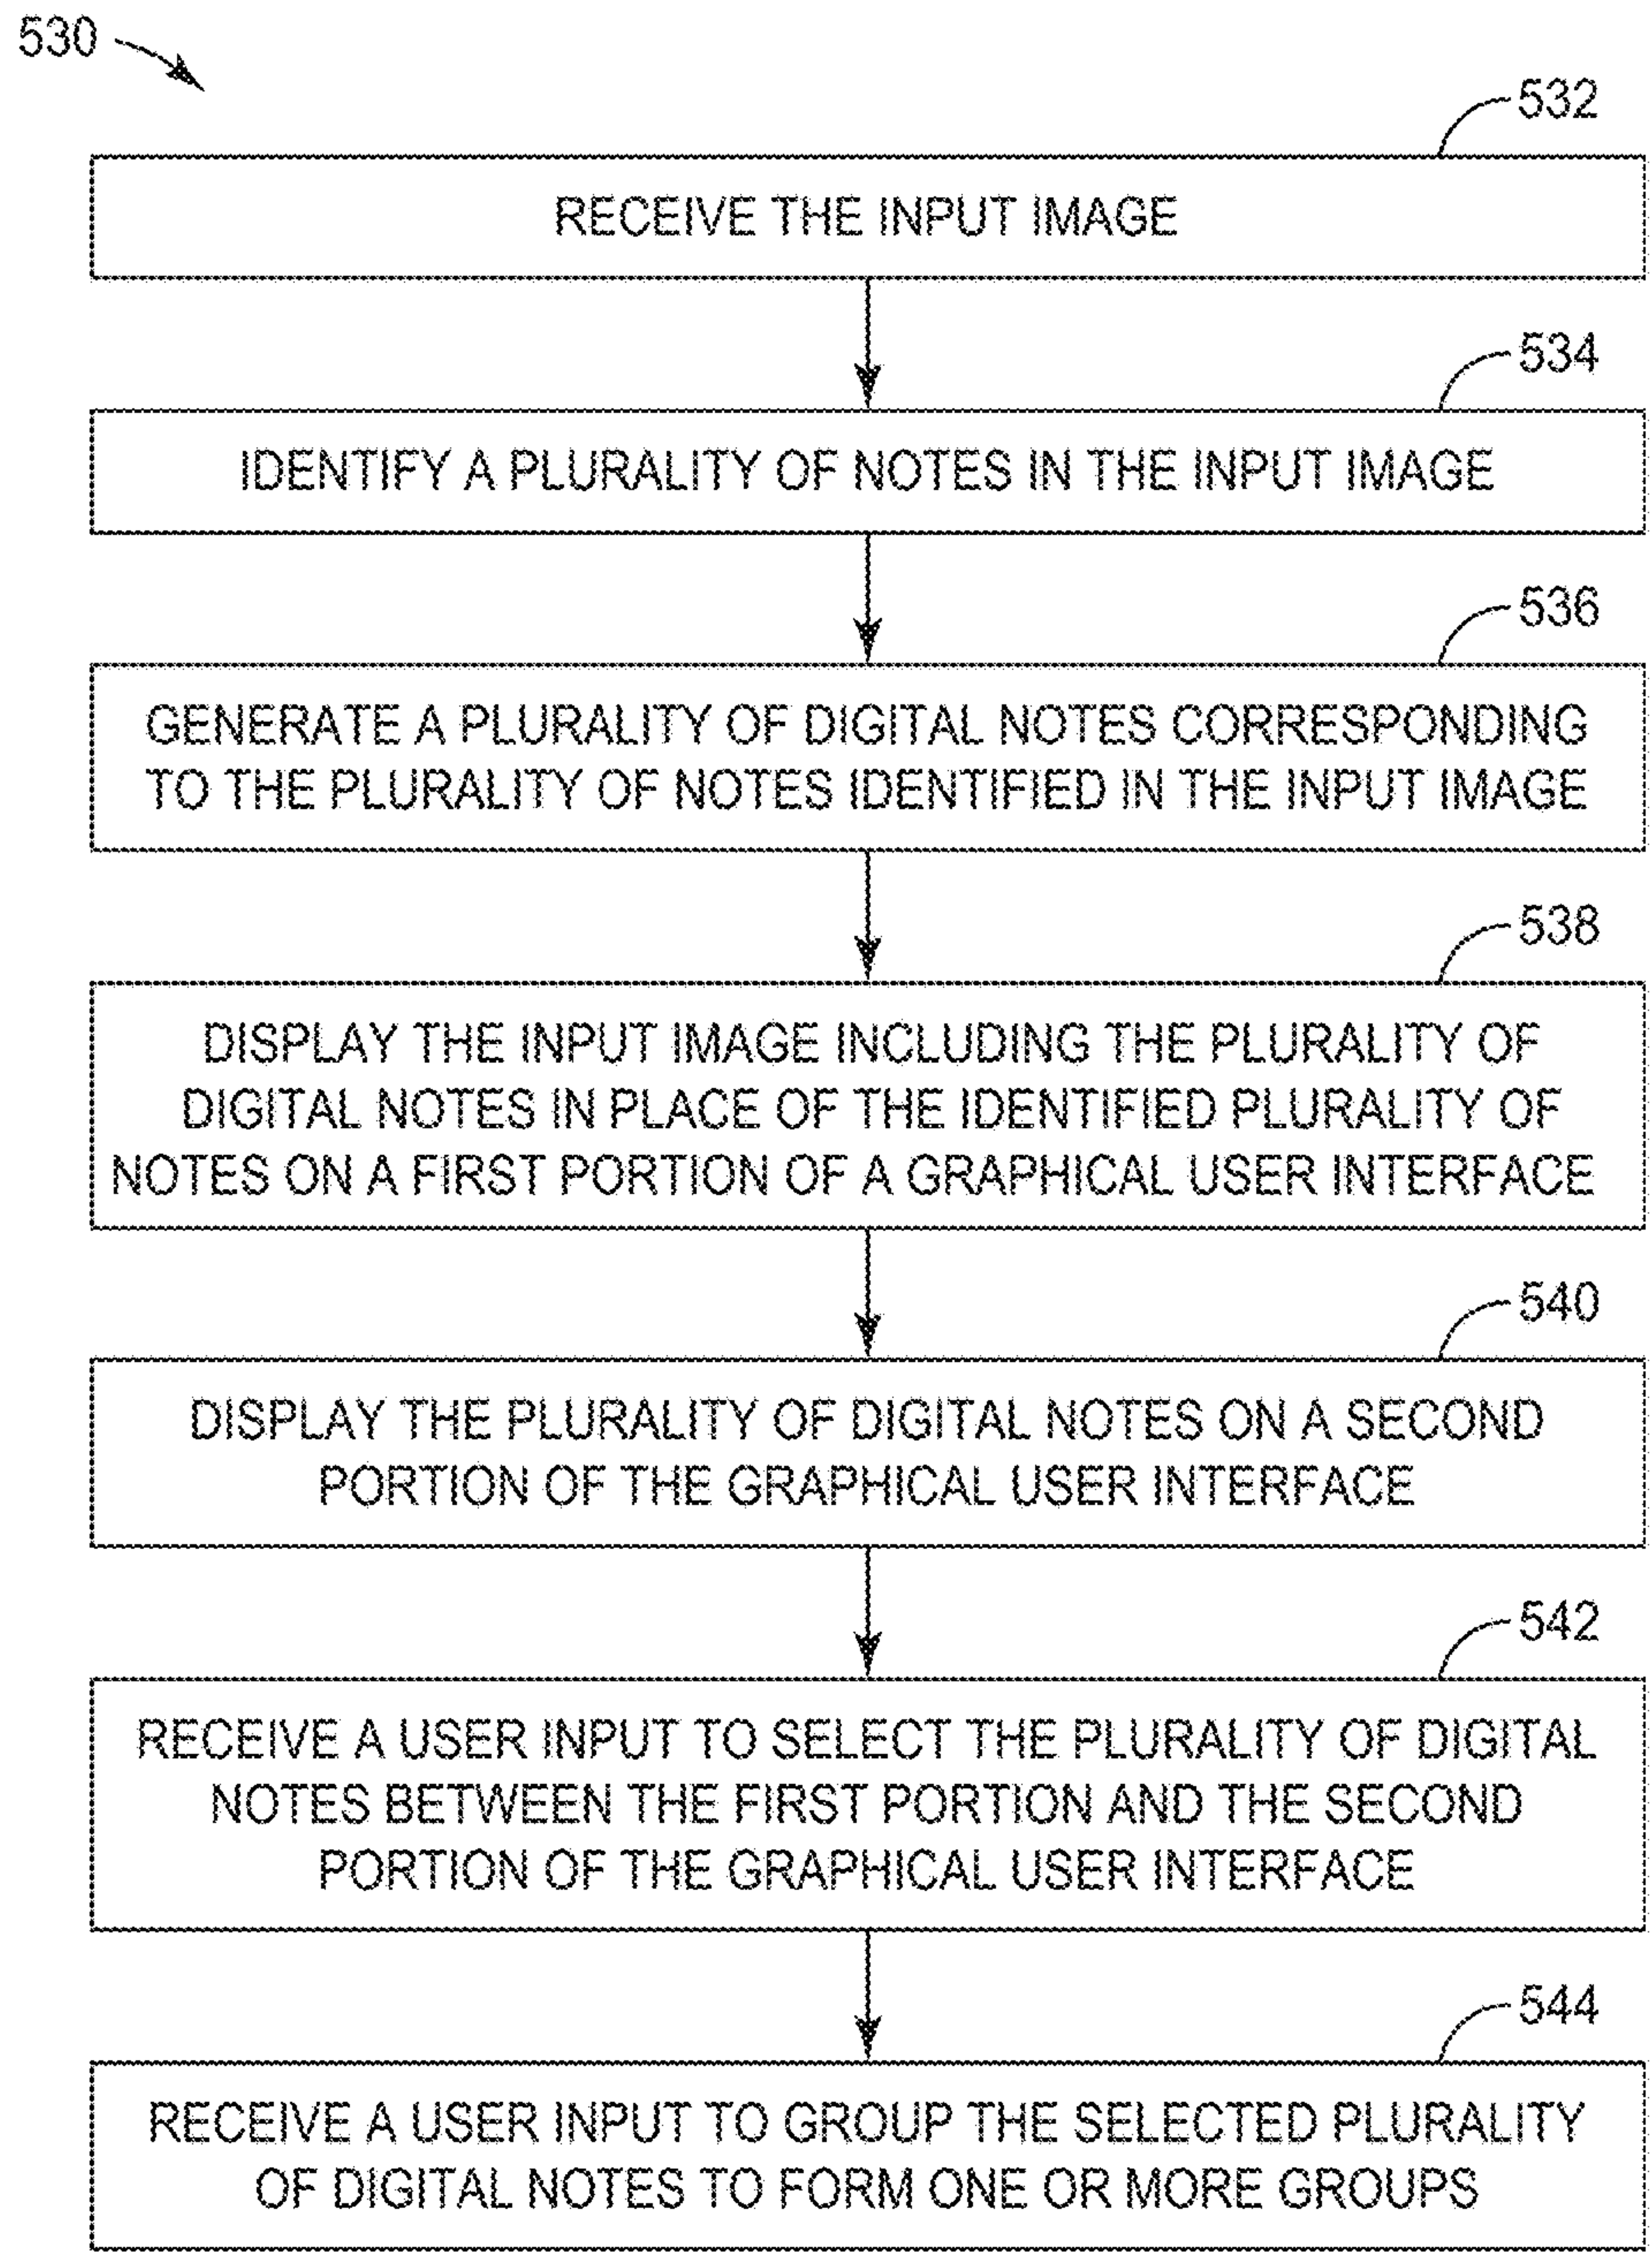 530
532
RECEIVE THE INPUT IMAGE
534
IDENTIFY A PLURALITY OF NOTES IN THE INPUT IMAGE
536
GENERATE A PLURALITY OF DIGITAL NOTES CORRESPONDING
TO THE PLURALITY OF NOTES IDENTIFIED IN THE INPUT IMAGE
538
DISPLAY THE INPUT IMAGE INCLUDING THE PLURALITY OF
DIGITAL NOTES IN PLACE OF THE IDENTIFIED PLURALITY OF
NOTES ON A FIRST PORTION OF A GRAPHICAL USER INTERFACE
540
DISPLAY THE PLURALITY OF DIGITAL NOTES ON A SECOND
PORTION OF THE GRAPHICAL USER INTERFACE
542
RECEIVE A USER INPUT TO SELECT THE PLURALITY OF DIGITAL
NOTES BETWEEN THE FIRST PORTION AND THE SECOND
PORTION OF THE GRAPHICAL USER INTERFACE
544
RECEIVE A USER INPUT TO GROUP THE SELECTED PLURALITY
OF DIGITAL NOTES TO FORM ONE OR MORE GROUPS